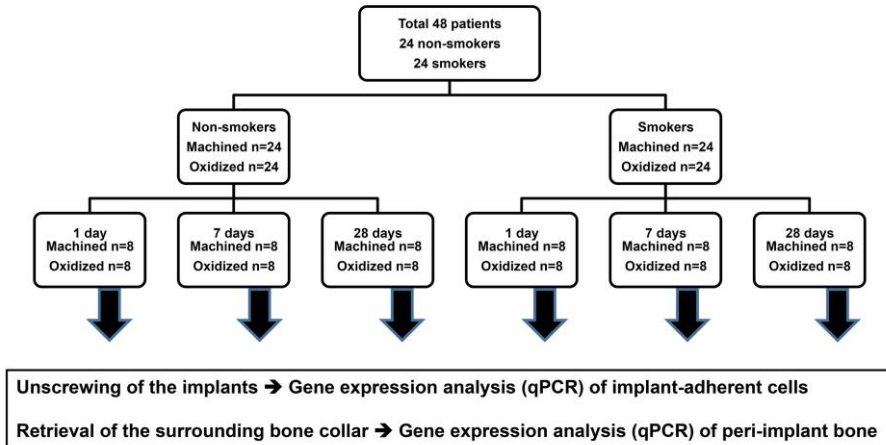 Total 48 patients
24 non-smokers
24 smokers
Non-smokers
Machined n=24
Oxidized n=24
Smokers
Machined n=24
Oxidized n=24
1 day
Machined n=8
Oxidized n=8
7 days
Machined n=8
Oxidized n=8
28 days
Machined n=8
Oxidized n=8
1 day
Machined n=8
Oxidized n=8
7 days
Machined n=8
Oxidized n=8
28 days
Machined n=8
Oxidized n=8
Unscrewing of the implants ➔ Gene expression analysis (qPCR) of implant-adherent cells
Retrieval of the surrounding bone collar ➔ Gene expression analysis (qPCR) of peri-implant bone